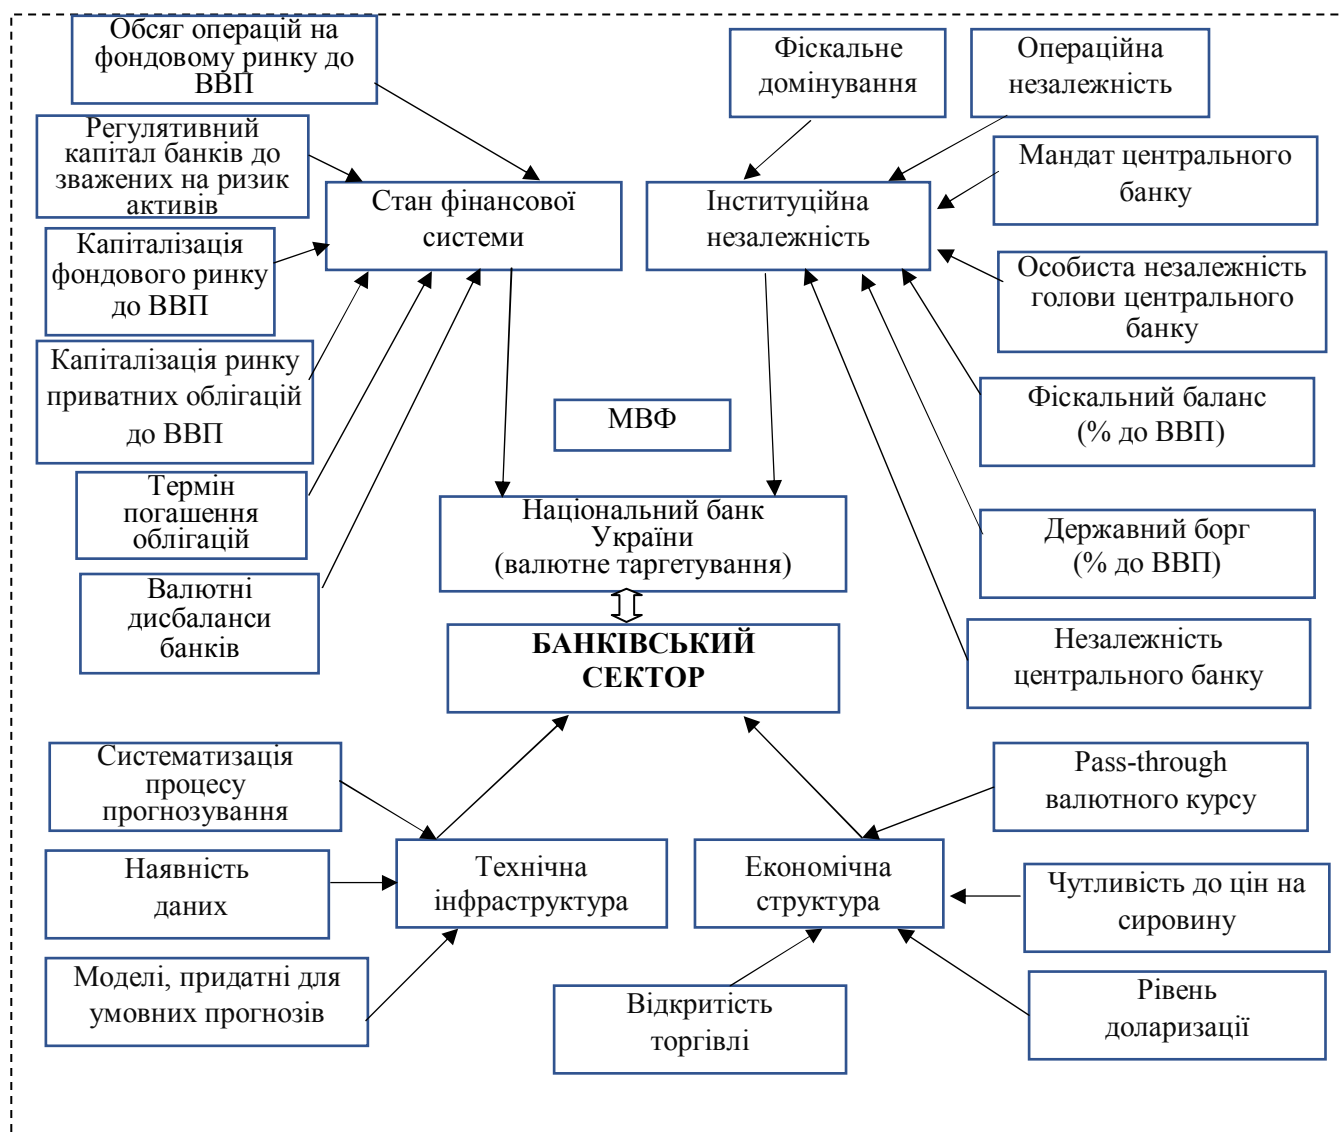 Обсяг операцій на
фондовому ринку до
ВВП
Фіскальне
домінування
Операційна
незалежність
Регулятивний
капітал банків до
зважених на ризик
активів
Стан фінансової
системи
Інституційна
незалежність
Мандат центрального
банку
Капіталізація
фондового ринку
до ВВП
Особиста незалежність
голови центрального
банку
Капіталізація ринку
приватних облігацій
до ВВП
МВФ
Фіскальний баланс
(% до ВВП)
Термін
погашення
облігацій
Національний банк
України
(валютне таргетування)
Державний борг
(% до ВВП)
Валютні
дисбаланси
банків
БАНКІВСЬКИЙ
СЕКТОР
Незалежність
центрального банку
Систематизація
процесу
прогнозування
Pass-through
валютного курсу
Наявність
даних
Технічна
інфраструктура
Економічна
структура
Чутливість до цін на
сировину
Моделі, придатні для
умовних прогнозів
Відкритість
торгівлі
Рівень
доларизації